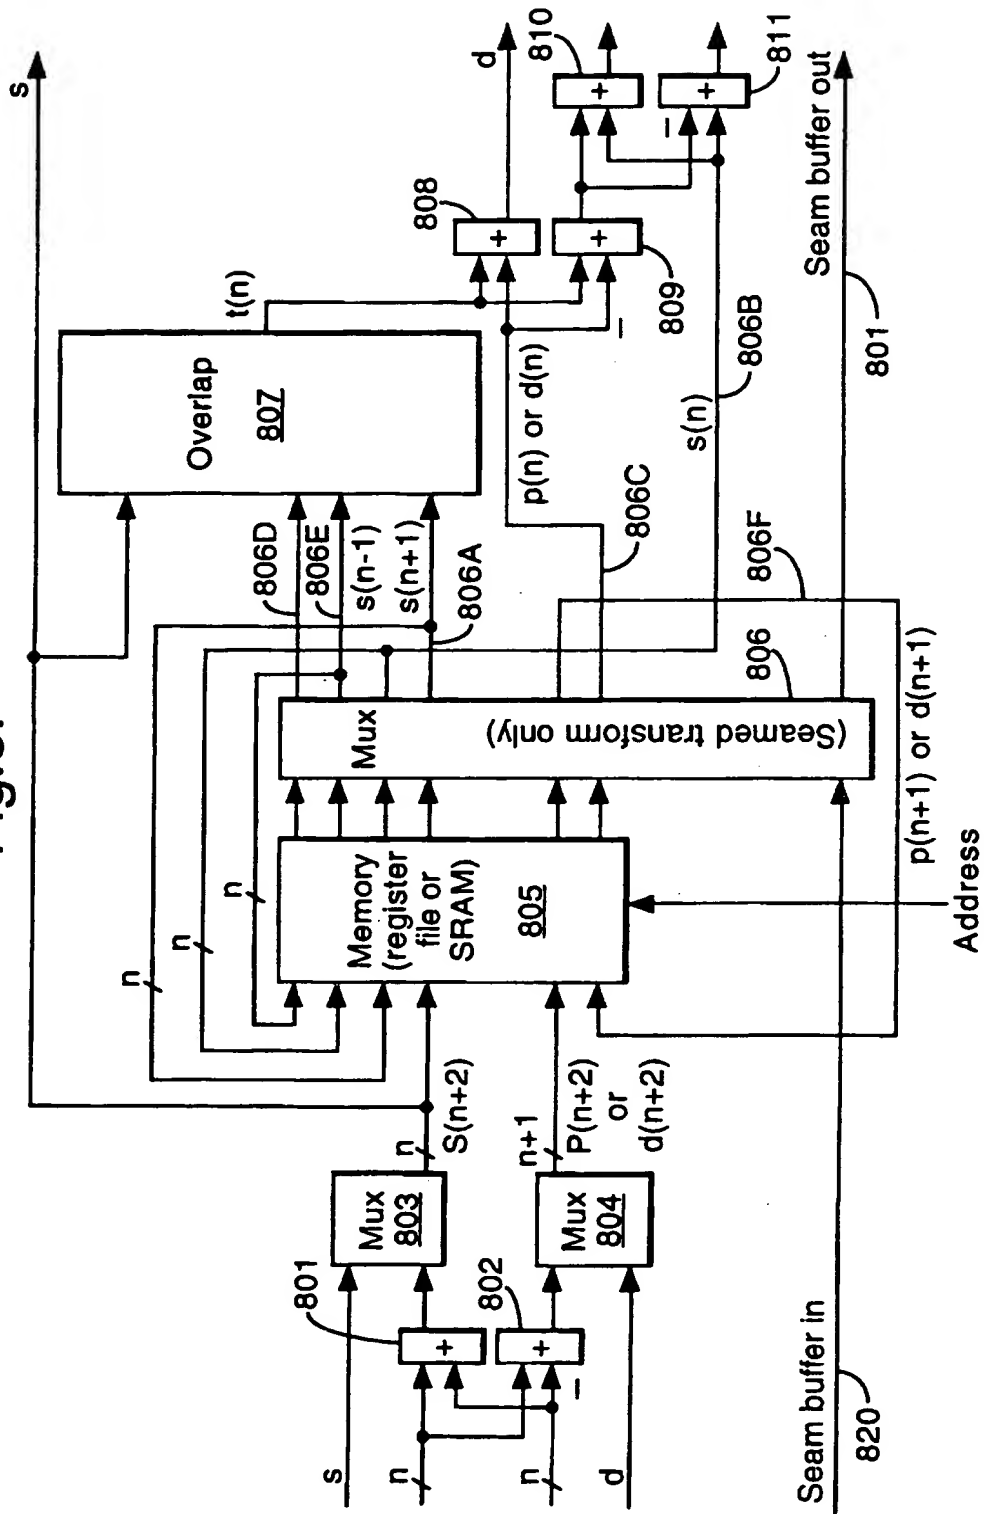 s
n
n
d
Seam buffer in
820
801
802
Mux
803
Mux
804
n
S(n+2)
n+1
P(n+2)
or
d(n+2)
n
n
n
Memory
(register
file or
SRAM)
805
Address
Mux
(Seamed transform only)
806
806D
806E
s(n-1)
s(n+1)
806A
806C
806F
p(n+1) or d(n+1)
Overlap
807
t(n)
p(n) or d(n)
s(n)
806B
808
+
+
809
810
+
+
811
+
+
−
−
−
s
d
801
Seam buffer out